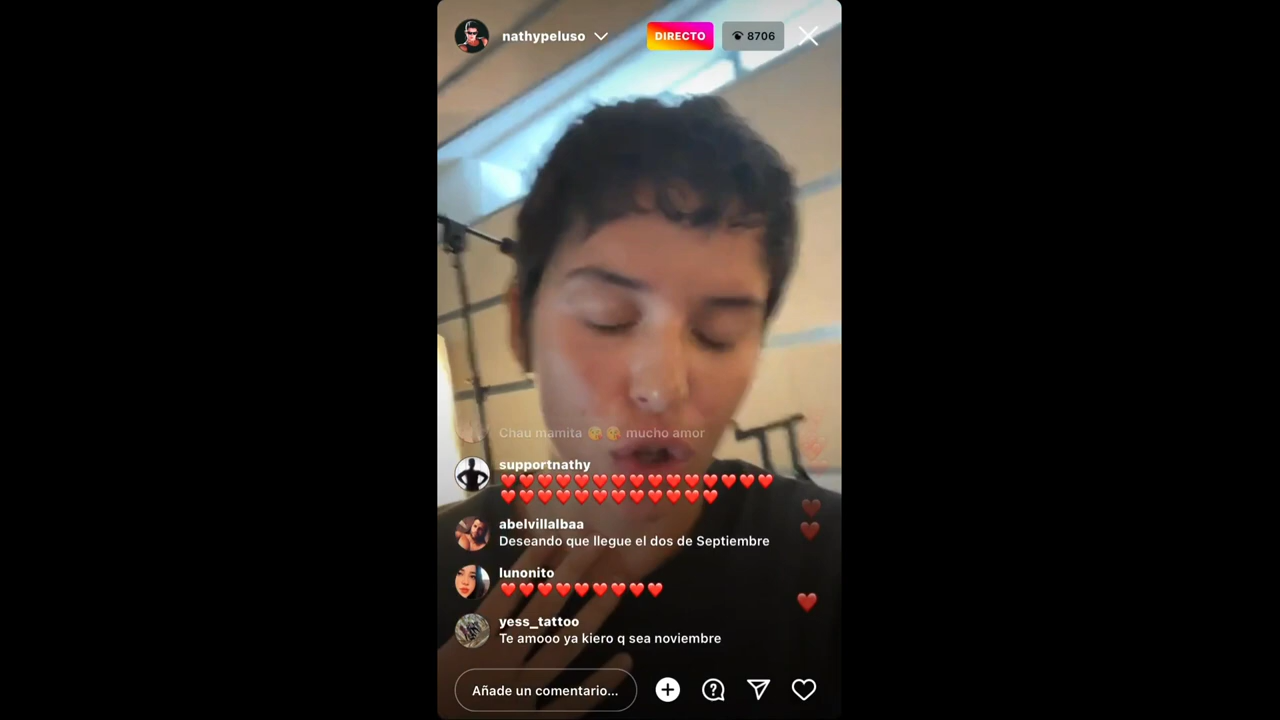 nathypeluso
DIRECTO
8706
Chau mamita 😘 😘 mucho amor
supportnathy
❤️❤️❤️❤️❤️❤️❤️❤️❤️❤️❤️❤️❤️❤️❤️
❤️❤️❤️❤️❤️❤️❤️❤️❤️❤️❤️❤️
abelvillalbaa
Deseando que llegue el dos de Septiembre
lunonito
❤️❤️❤️❤️❤️❤️❤️❤️❤️
yess_tattoo
Te amooo ya kiero q sea noviembre
Añade un comentario...